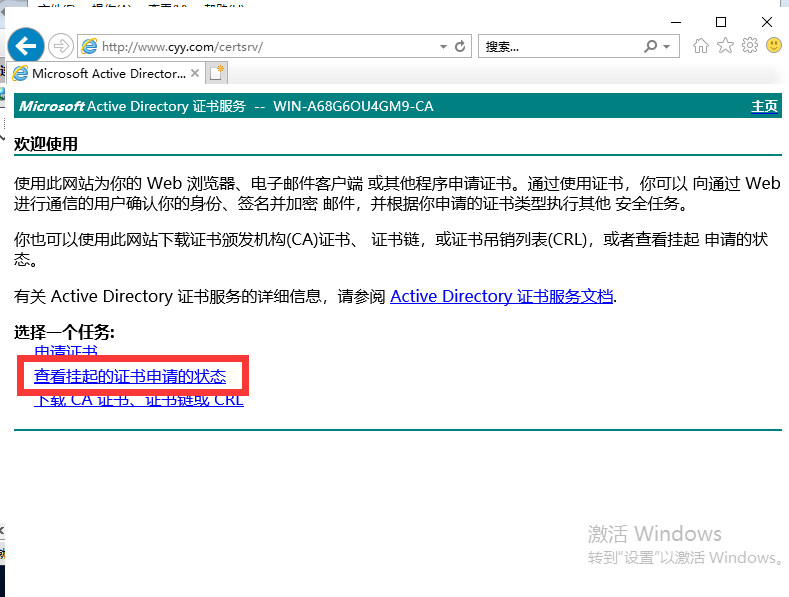 http://www.cyy.com/certsrv/
搜索...
Microsoft Active Director...
Microsoft Active Directory 证书服务 -- WIN-A68G6OU4GM9-CA
主页
欢迎使用
使用此网站为你的 Web 浏览器、电子邮件客户端 或其他程序申请证书。通过使用证书，你可以 向通过 Web
进行通信的用户确认你的身份、签名并加密 邮件，并根据你申请的证书类型执行其他 安全任务。
你也可以使用此网站下载证书颁发机构(CA)证书、 证书链，或证书吊销列表(CRL)，或者查看挂起 申请的状
态。
有关 Active Directory 证书服务的详细信息，请参阅 Active Directory 证书服务文档.
选择一个任务:
申请证书
查看挂起的证书申请的状态
下载 CA 证书、证书链或 CRL
激活 Windows
转到"设置"以激活 Windows。